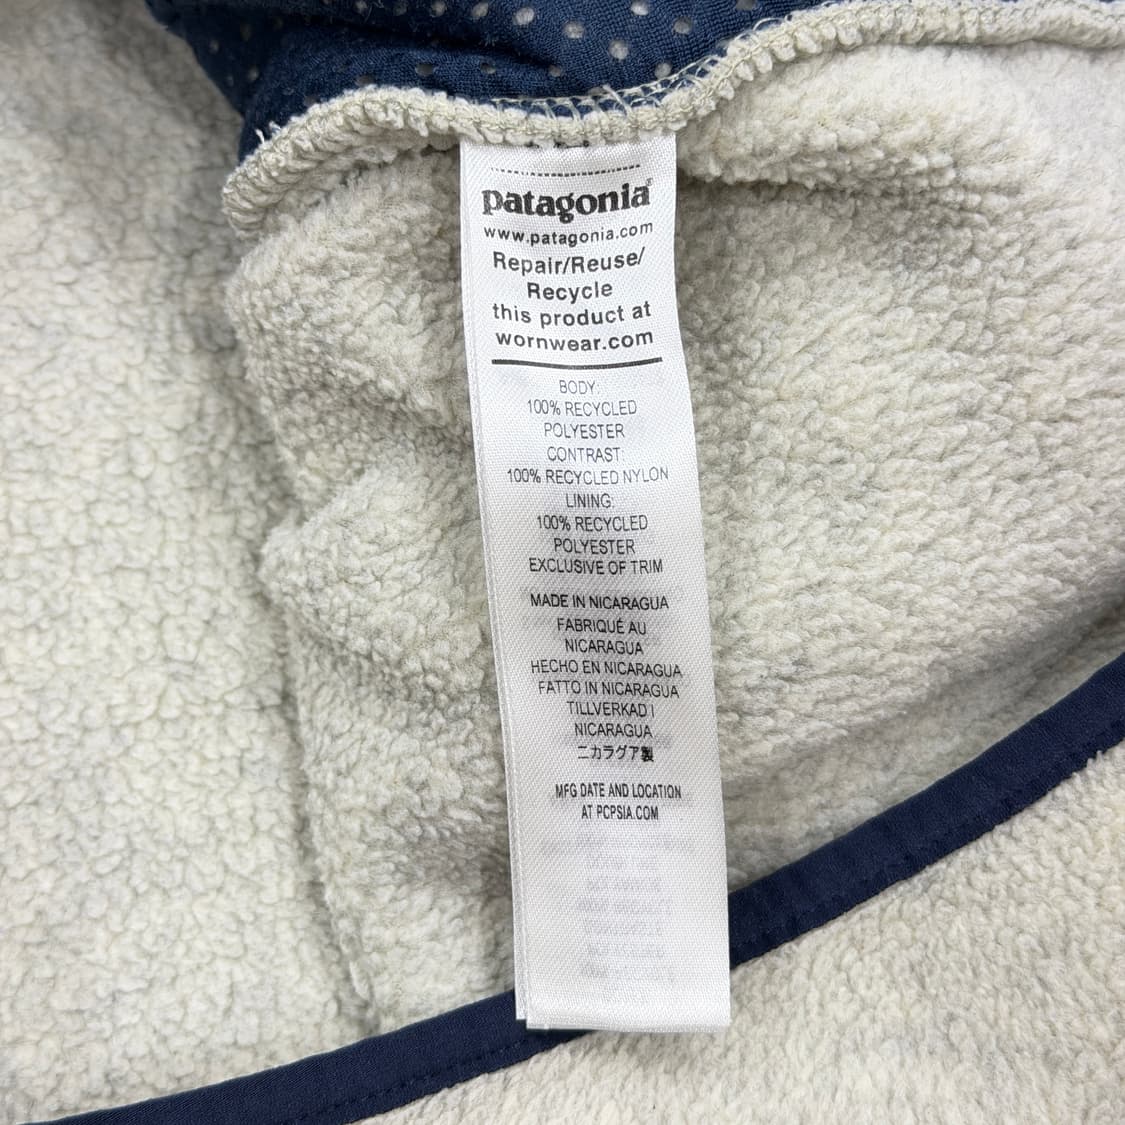 patagonia®
www.patagonia.com
Repair/Reuse/
Recycle
this product at
wornwear.com
BODY:
100% RECYCLED
POLYESTER
CONTRAST:
100% RECYCLED NYLON
LINING:
100% RECYCLED
POLYESTER
EXCLUSIVE OF TRIM
MADE IN NICARAGUA
FABRIQUÉ AU
NICARAGUA
HECHO EN NICARAGUA
FATTO IN NICARAGUA
TILLVERKAD I
NICARAGUA
ニカラグア製
MFG DATE AND LOCATION
AT PCPSIA.COM